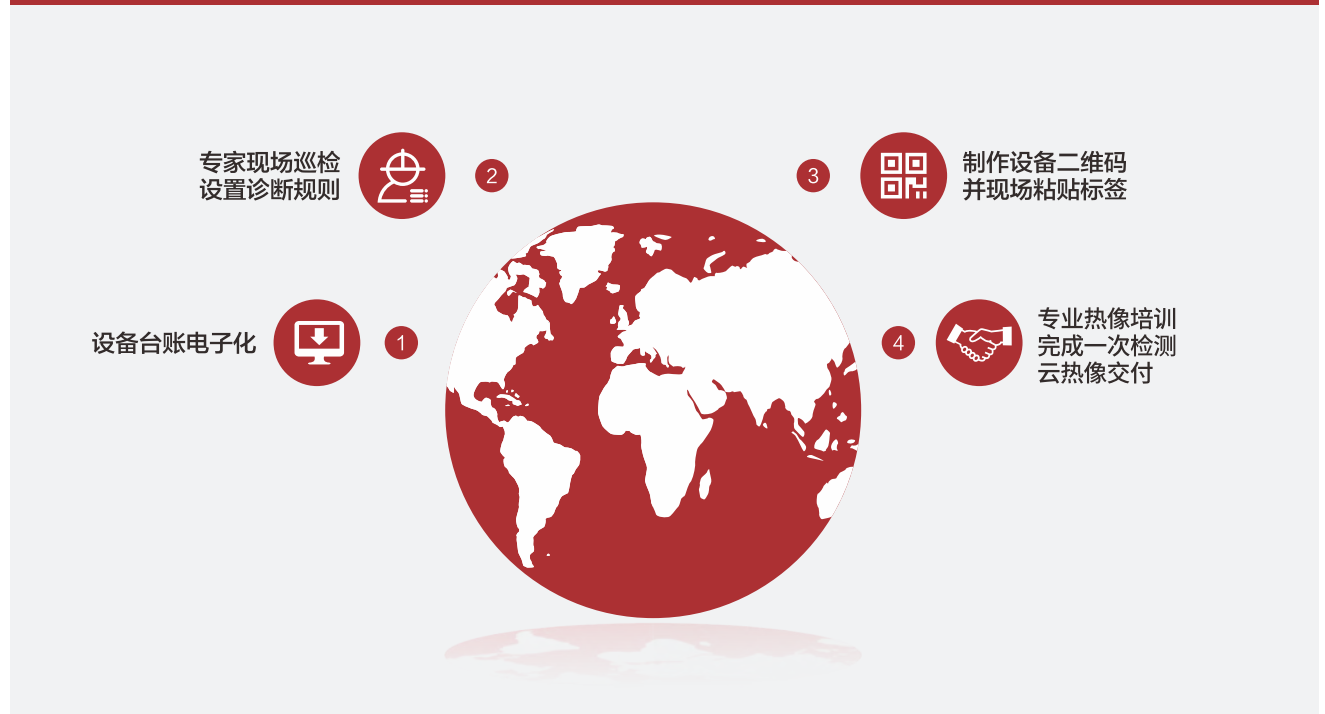 专家现场巡检
设置诊断规则
2
3
制作设备二维码
并现场粘贴标签
设备台账电子化
1
4
专业热像培训
完成一次检测
云热像交付